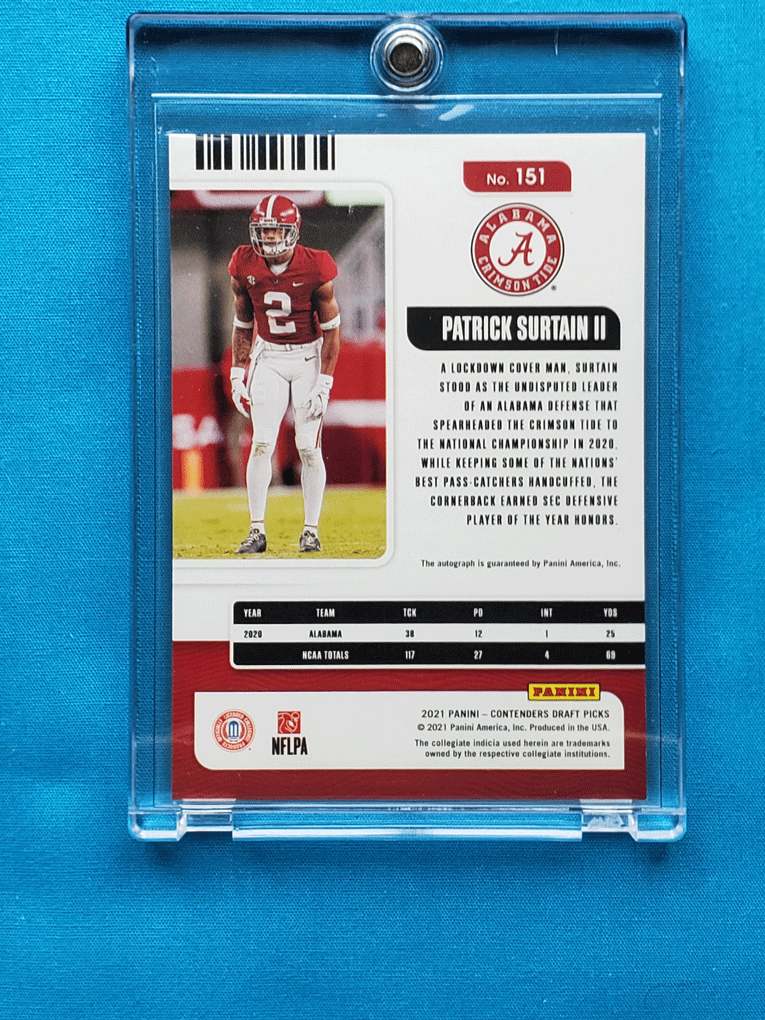 No. 151
ALABAMA
A
CRIMSON TIDE
®
PATRICK SURTAIN II
A LOCKDOWN COVER MAN, SURTAIN
STOOD AS THE UNDISPUTED LEADER
OF AN ALABAMA DEFENSE THAT
SPEARHEADED THE CRIMSON TIDE TO
THE NATIONAL CHAMPIONSHIP IN 2020.
WHILE KEEPING SOME OF THE NATIONS'
BEST PASS-CATCHERS HANDCUFFED, THE
CORNERBACK EARNED SEC DEFENSIVE
PLAYER OF THE YEAR HONORS.
The autograph is guaranteed by Panini America, Inc.
2
YEAR TEAM TCK PD INT YDS
2020 ALABAMA 38 12 1 25
NCAA TOTALS 117 27 4 69
PANINI
2021 PANINI – CONTENDERS DRAFT PICKS
© 2021 Panini America, Inc. Produced in the USA.
The collegiate indicia used herein are trademarks
owned by the respective collegiate institutions.
NFLPA